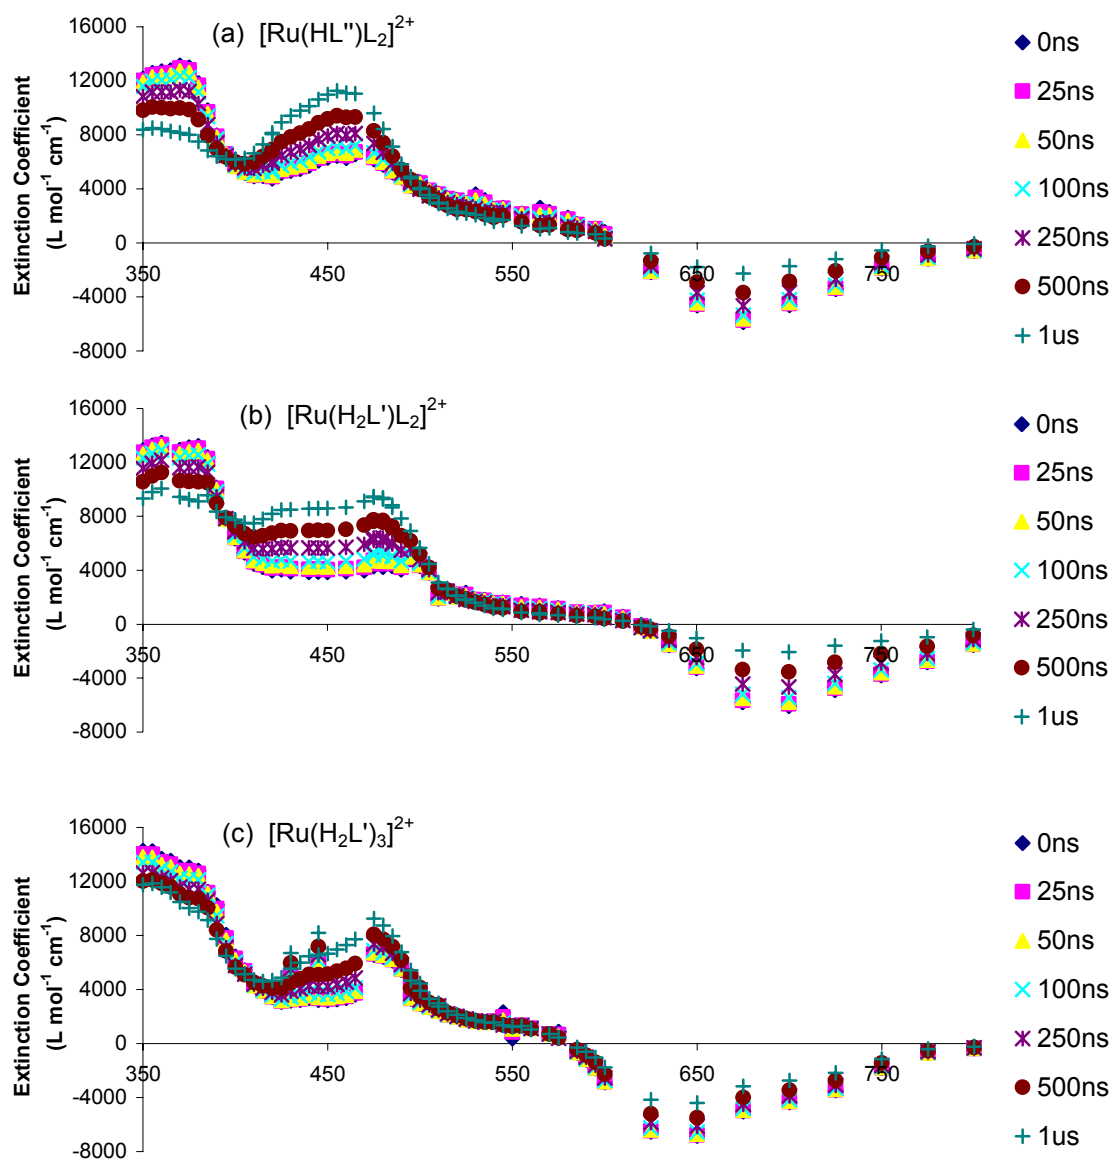 (a) [Ru(HL'')L₂]²⁺
Extinction Coefficient
(L mol⁻¹ cm⁻¹)
16000
12000
8000
4000
0
-4000
-8000
350
450
550
650
750
0ns
25ns
50ns
100ns
250ns
500ns
1us
(b) [Ru(H₂L')L₂]²⁺
Extinction Coefficient
(L mol⁻¹ cm⁻¹)
16000
12000
8000
4000
0
-4000
-8000
350
450
550
650
750
0ns
25ns
50ns
100ns
250ns
500ns
1us
(c) [Ru(H₂L')₃]²⁺
Extinction Coefficient
(L mol⁻¹ cm⁻¹)
16000
12000
8000
4000
0
-4000
-8000
350
450
550
650
750
0ns
25ns
50ns
100ns
250ns
500ns
1us